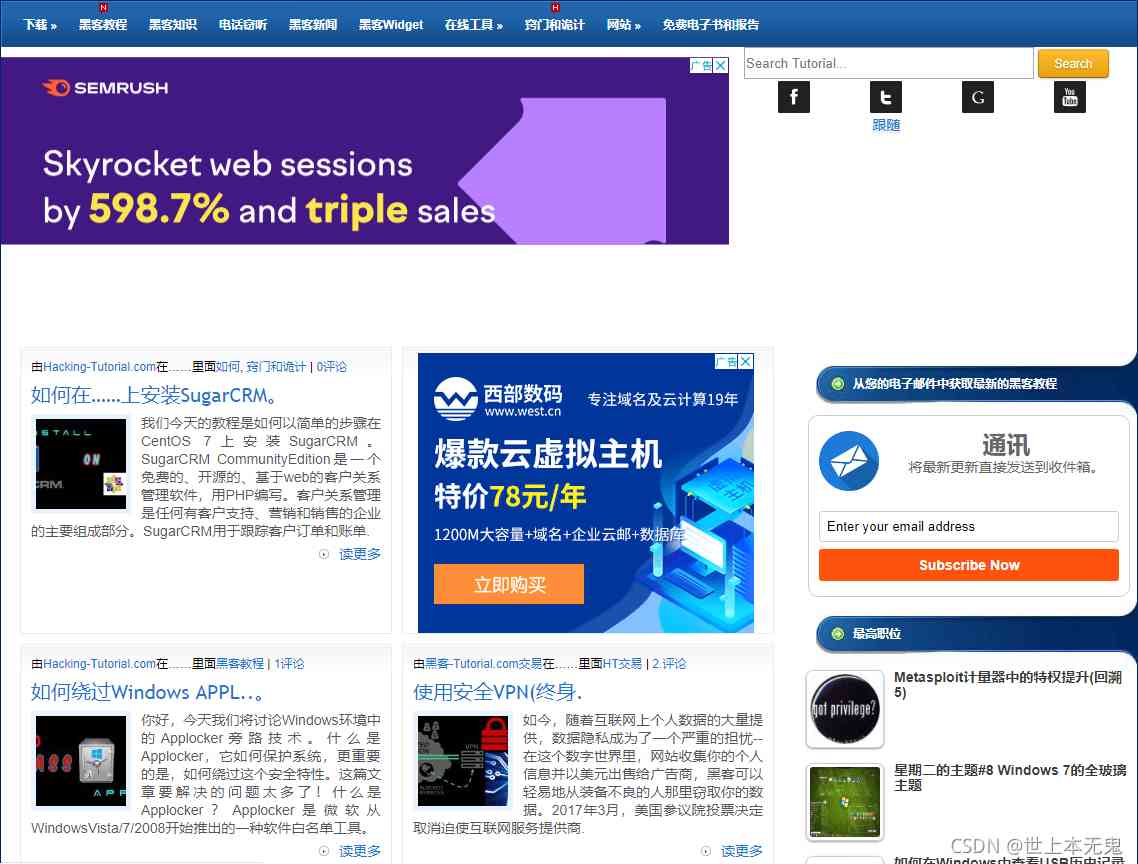 下载 » 黑客教程 黑客知识 电话窃听 黑客新闻 黑客Widget 在线工具 » 窍门和诡计 网站 » 免费电子书和报告
N
H
Search Tutorial...
Search
跟随
广告
SEMRUSH
Skyrocket web sessions
by 598.7% and triple sales
由Hacking-Tutorial.com在……里面如何, 窍门和诡计 | 0评论
如何在……上安装SugarCRM。
我们今天的教程是如何以简单的步骤在
CentOS 7上安装SugarCRM。
SugarCRM CommunityEdition是一个
免费的、开源的、基于web的客户关系
管理软件，用PHP编写。客户关系管理
是任何有客户支持、营销和销售的企业
的主要组成部分。SugarCRM用于跟踪客户订单和账单.
读更多
广告
西部数码
www.west.cn
专注域名及云计算19年
爆款云虚拟主机
特价78元/年
1200M大容量+域名+企业云邮+数据库
立即购买
从您的电子邮件中获取最新的黑客教程
通讯
将最新更新直接发送到收件箱。
Enter your email address
Subscribe Now
最高职位
由Hacking-Tutorial.com在……里面黑客教程 | 1评论
如何绕过Windows APPL..。
你好，今天我们将讨论Windows环境中
的Applocker旁路技术。什么是
Applocker，它如何保护系统，更重要
的是，如何绕过这个安全特性。这篇文
章要解决的问题太多了！什么是
Applocker？Applocker是微软从
WindowsVista/7/2008开始推出的一种软件白名单工具。
读更多
由黑客-Tutorial.com交易在……里面HT交易 | 2 评论
使用安全VPN(终身.
如今，随着互联网上个人数据的大量提
供，数据隐私成为了一个严重的担忧--
在这个数字世界里，网站收集你的个人
信息并以美元出售给广告商，黑客可以
轻易地从装备不良的人那里窃取你的数
据。2017年3月，美国参议院投票决定
取消迫使互联网服务提供商.
读更多
got privilege?
Metasploit计量器中的特权提升(回溯
5)
星期二的主题#8 Windows 7的全玻璃
主题
如何在Windows中查看USB历史记录
CSDN @世上本无鬼